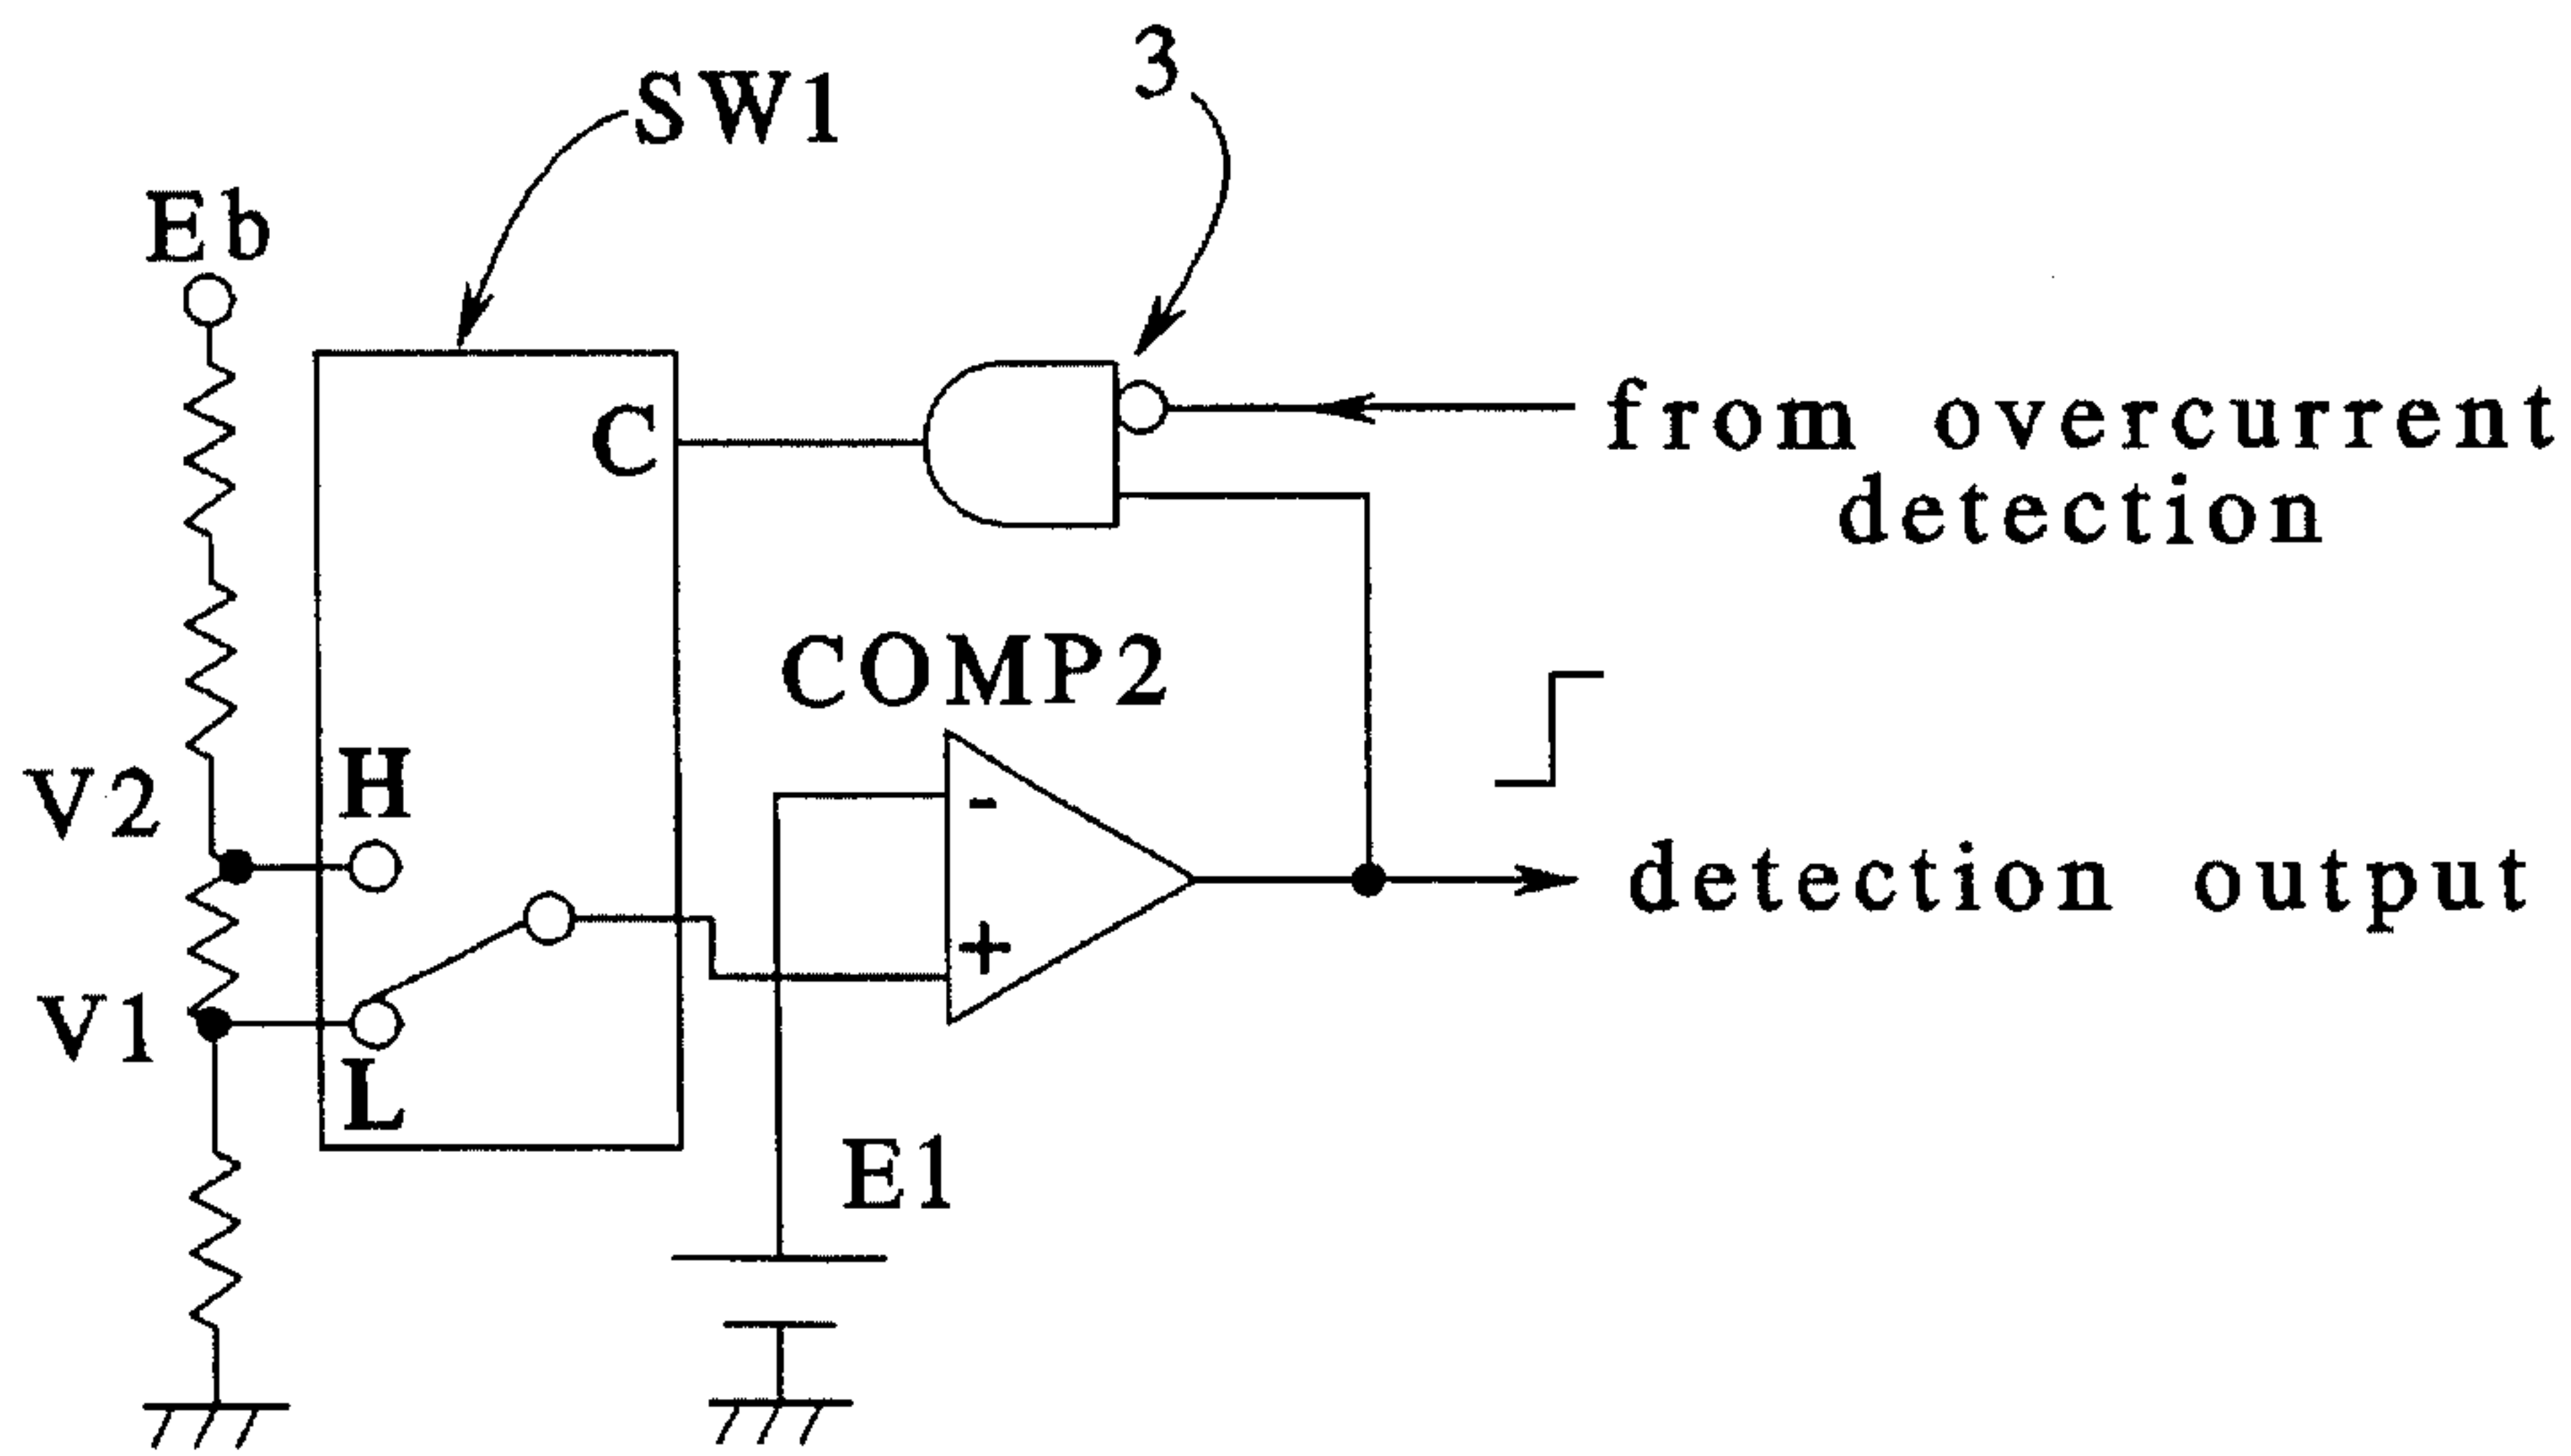 3
SW1
Eb
C
from overcurrent
detection
COMP2
H
V2
-
detection output
+
V1
L
E1